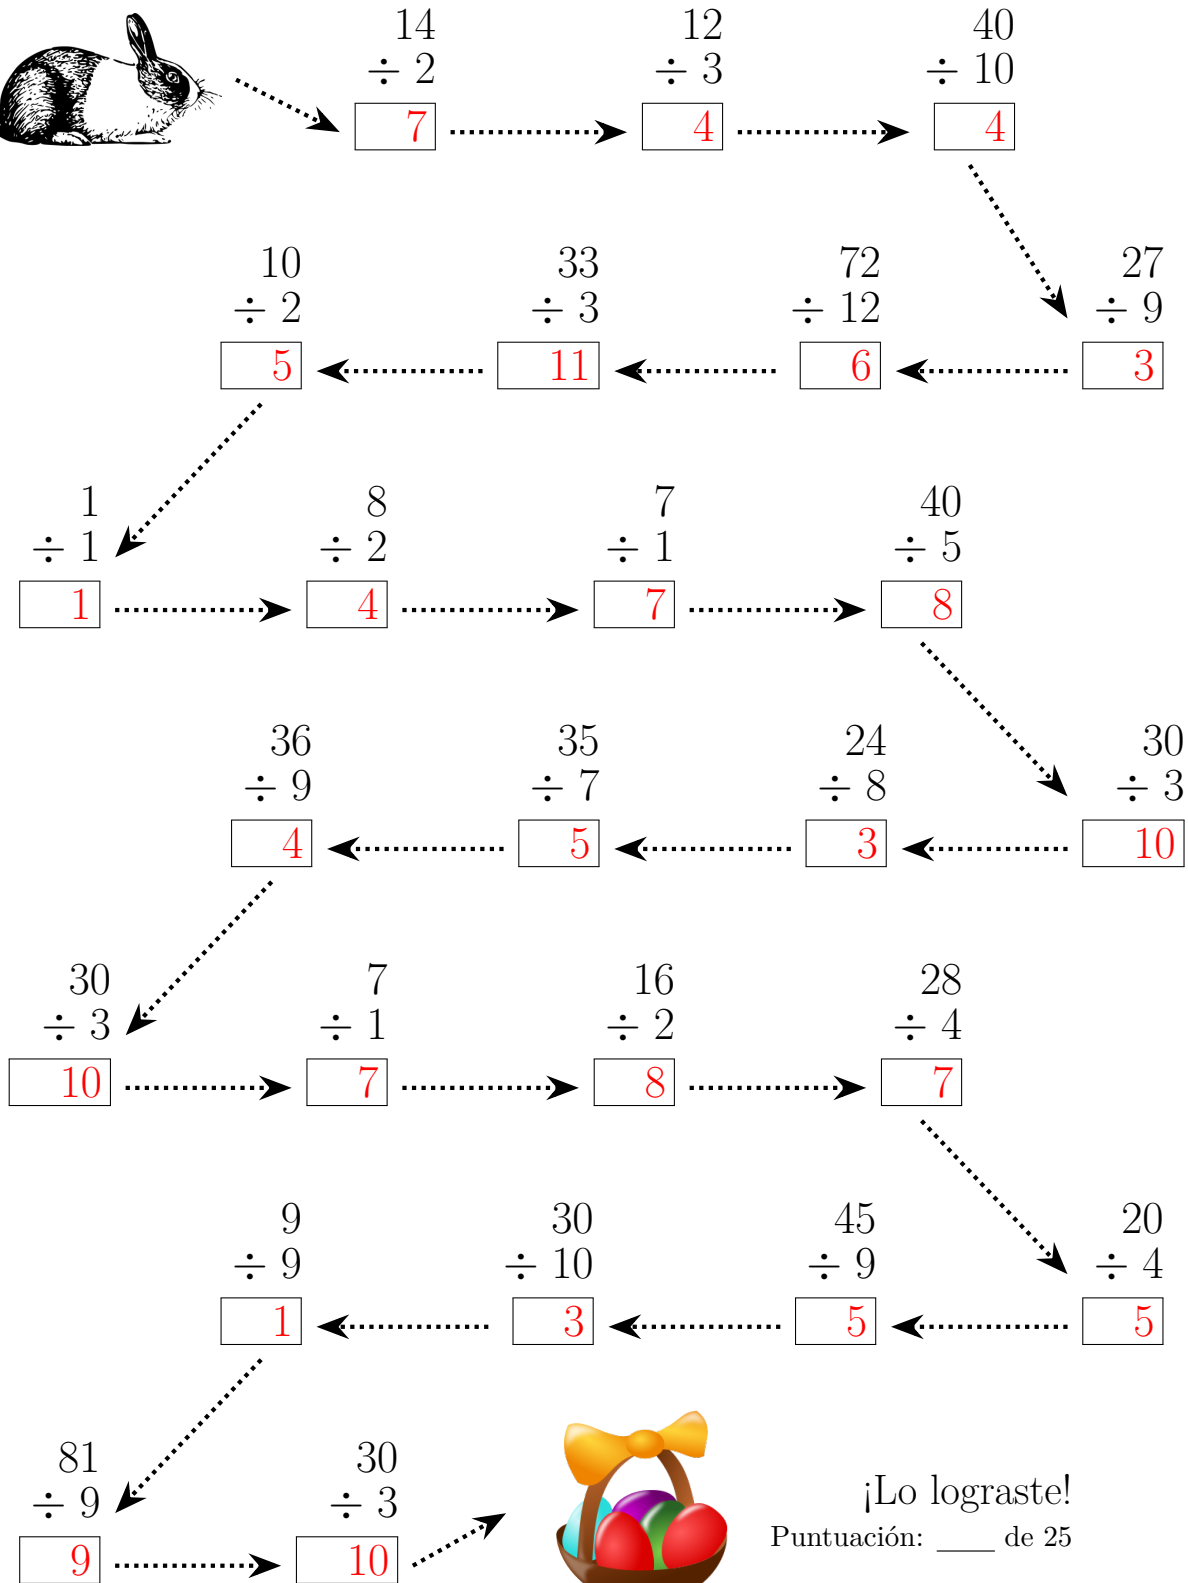 14 12 40
÷ 2 ÷ 3 ÷ 10
7 4 4
10 33 72 27
÷ 2 ÷ 3 ÷ 12 ÷ 9
5 11 6 3
1 8 7 40
÷ 1 ÷ 2 ÷ 1 ÷ 5
1 4 7 8
36 35 24 30
÷ 9 ÷ 7 ÷ 8 ÷ 3
4 5 3 10
30 7 16 28
÷ 3 ÷ 1 ÷ 2 ÷ 4
10 7 8 7
9 30 45 20
÷ 9 ÷ 10 ÷ 9 ÷ 4
1 3 5 5
81 30
÷ 9 ÷ 3
9 10
¡Lo lograste!
Puntuación: ____ de 25